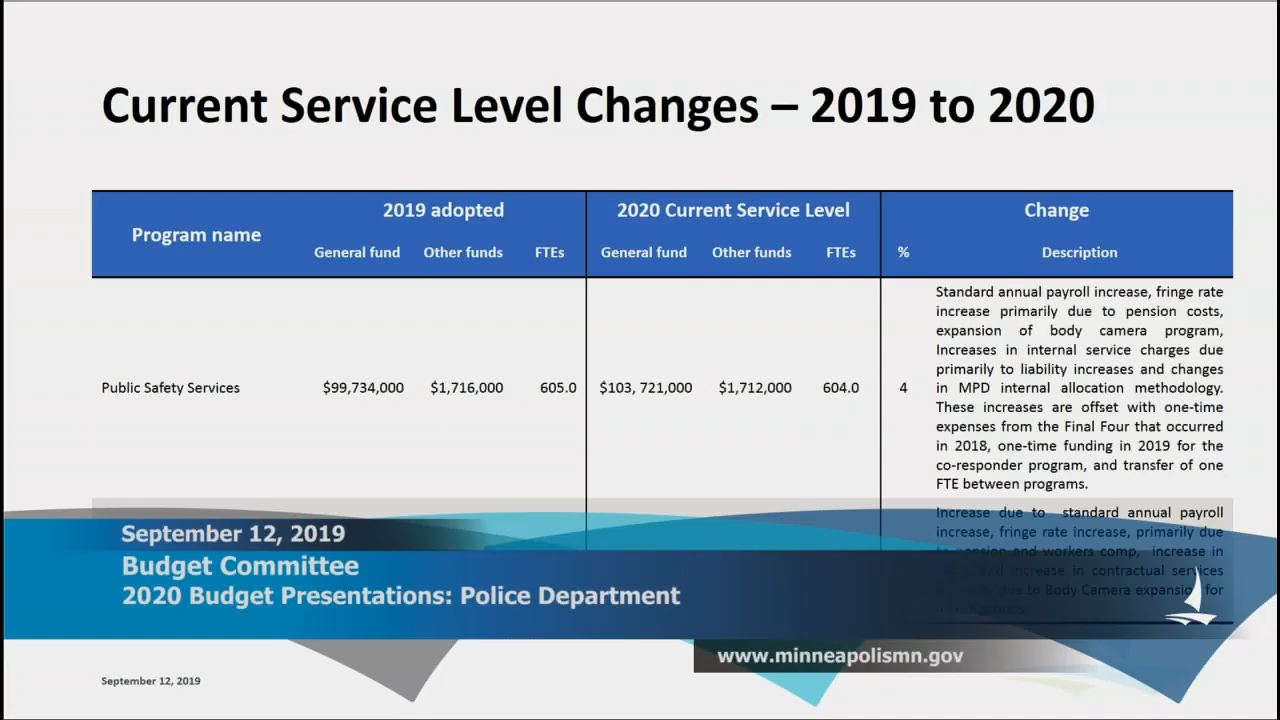 Current Service Level Changes – 2019 to 2020
Program name
2019 adopted
2020 Current Service Level
Change
General fund
Other funds
FTEs
General fund
Other funds
FTEs
%
Description
Public Safety Services
$99,734,000
$1,716,000
605.0
$103, 721,000
$1,712,000
604.0
4
Standard annual payroll increase, fringe rate
increase primarily due to pension costs,
expansion of body camera program,
Increases in internal service charges due
primarily to liability increases and changes
in MPD internal allocation methodology.
These increases are offset with one-time
expenses from the Final Four that occurred
in 2018, one-time funding in 2019 for the
co-responder program, and transfer of one
FTE between programs.
Increase due to standard annual payroll
increase, fringe rate increase, primarily due
to pension and workers comp, increase in
increase in contractual services
due to Body Camera expansion for
September 12, 2019
Budget Committee
2020 Budget Presentations: Police Department
www.minneapolismn.gov
September 12, 2019